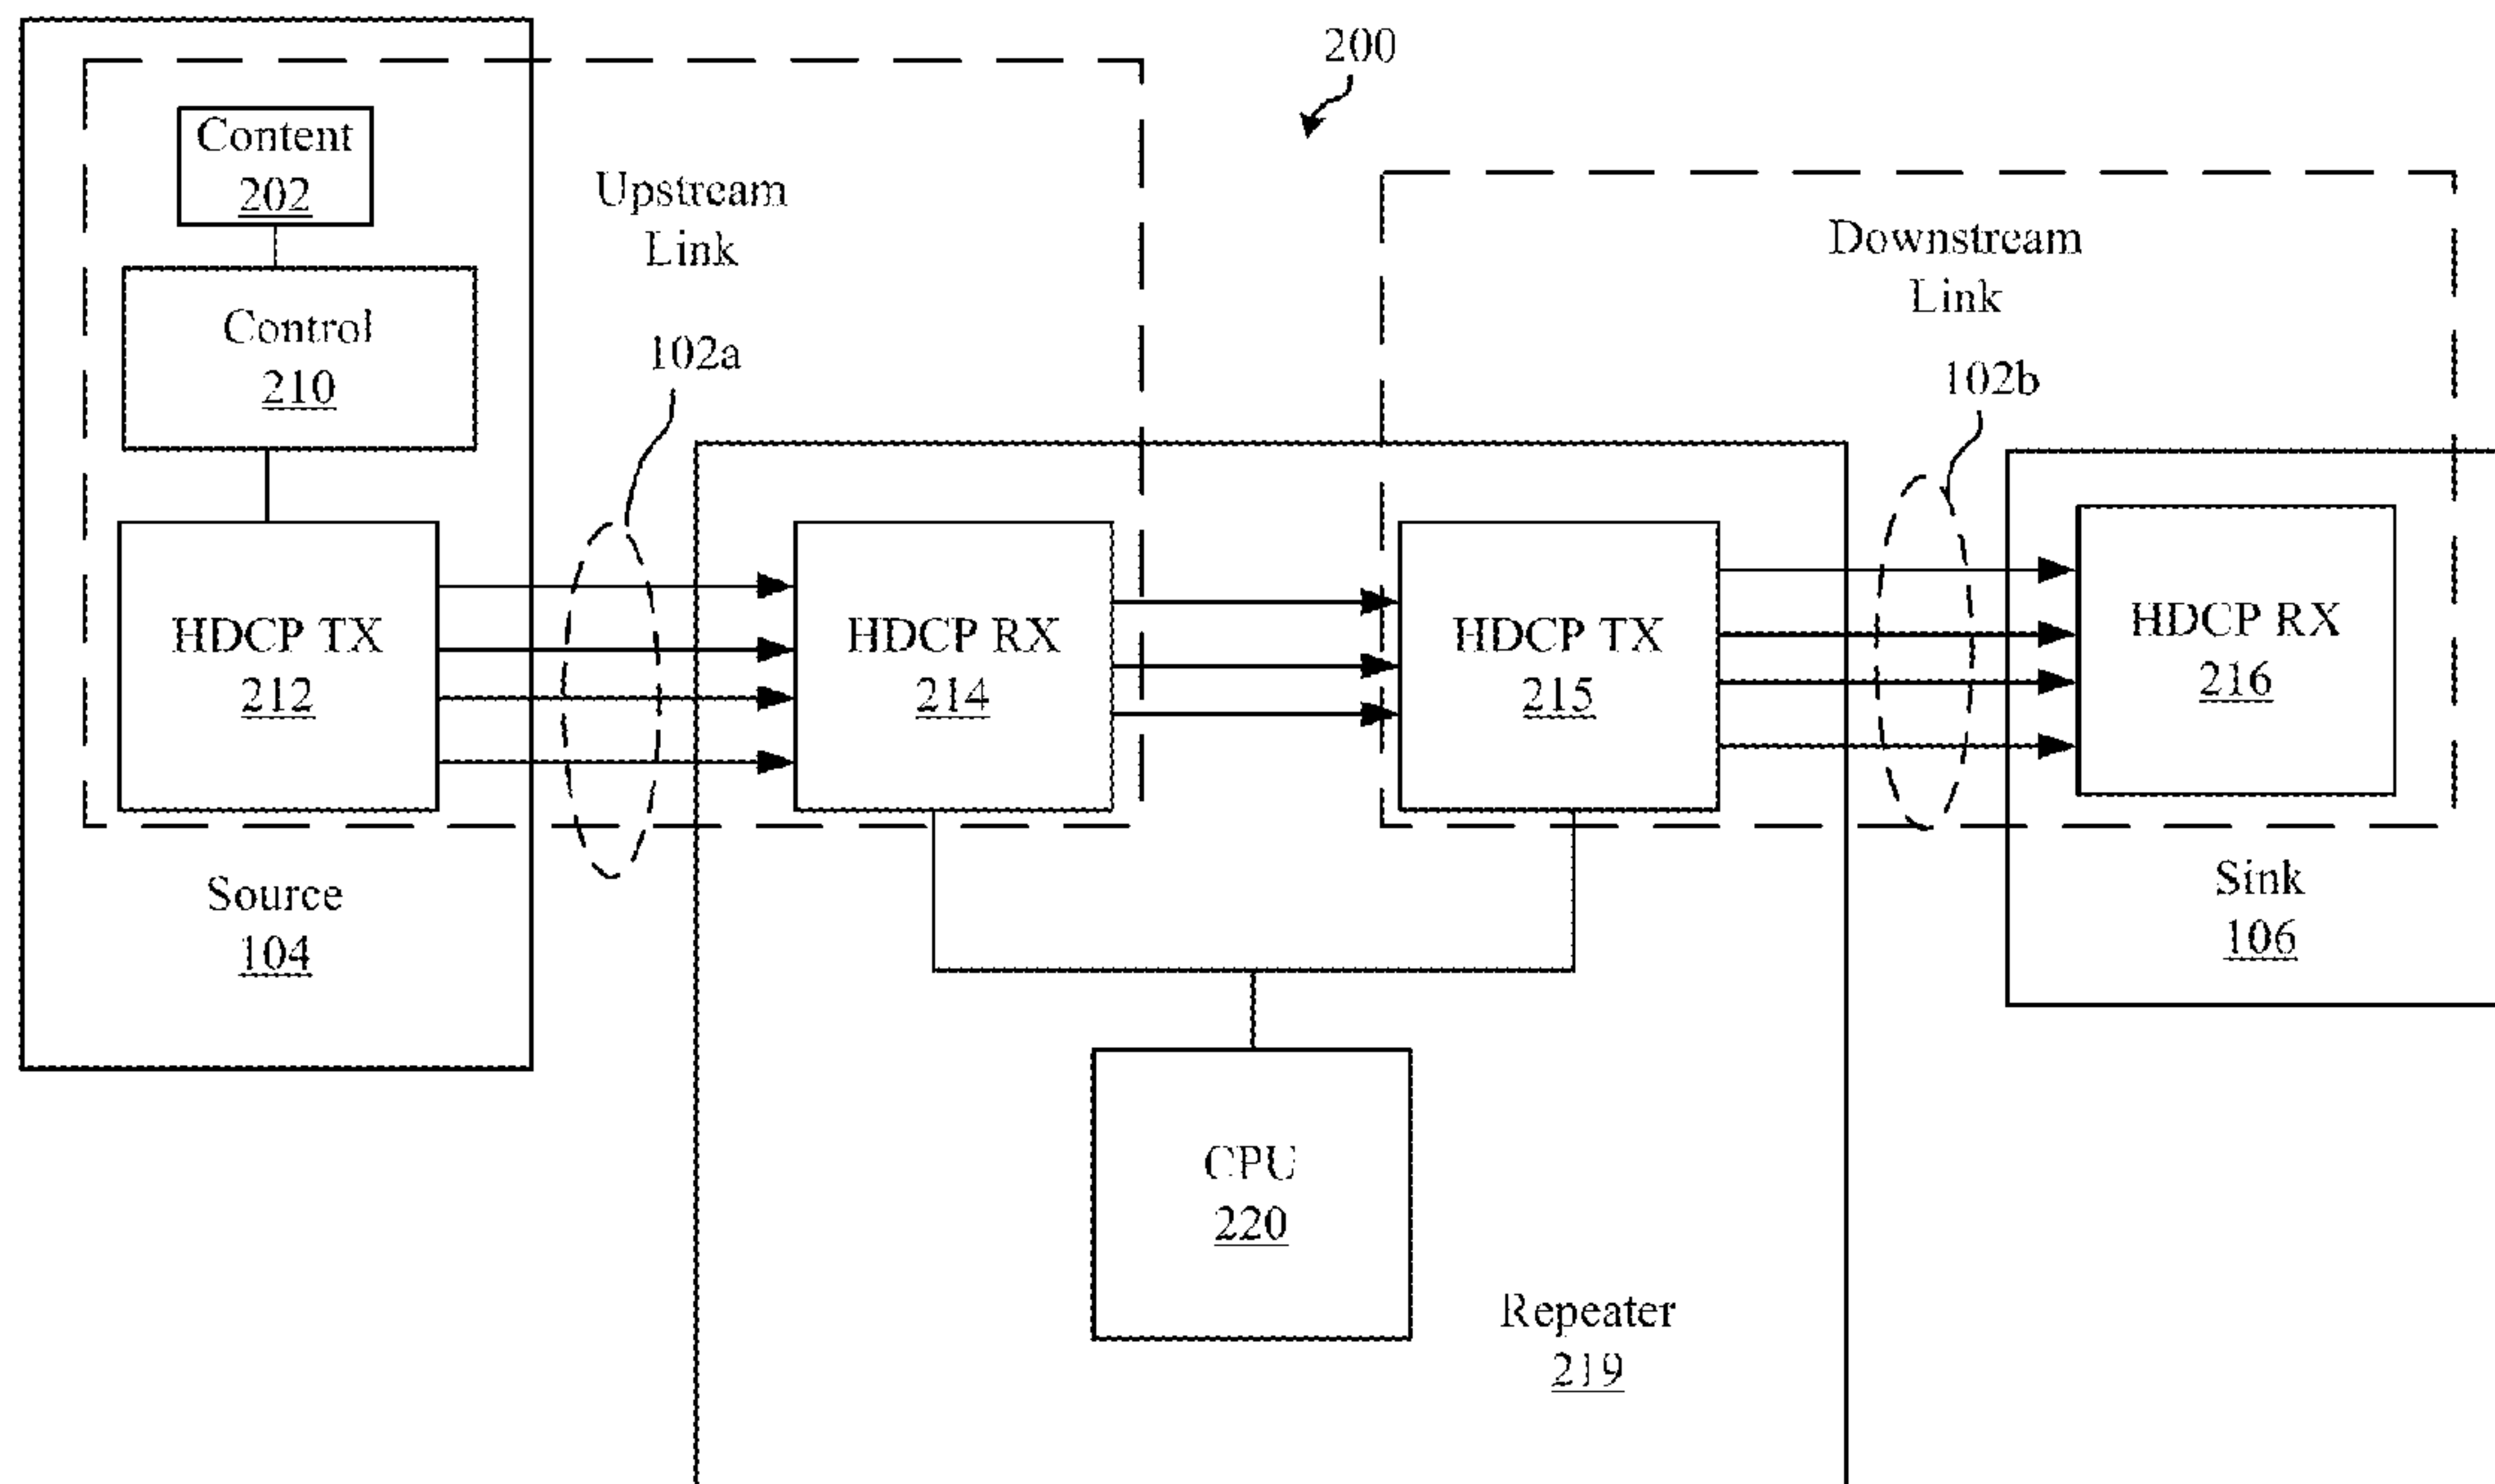 200
Content
202
Upstream
Link
Downstream
Link
Control
210
102a
102b
HDCP TX
212
HDCP RX
214
HDCP TX
215
HDCP RX
216
Source
104
Sink
106
CPU
220
Repeater
219